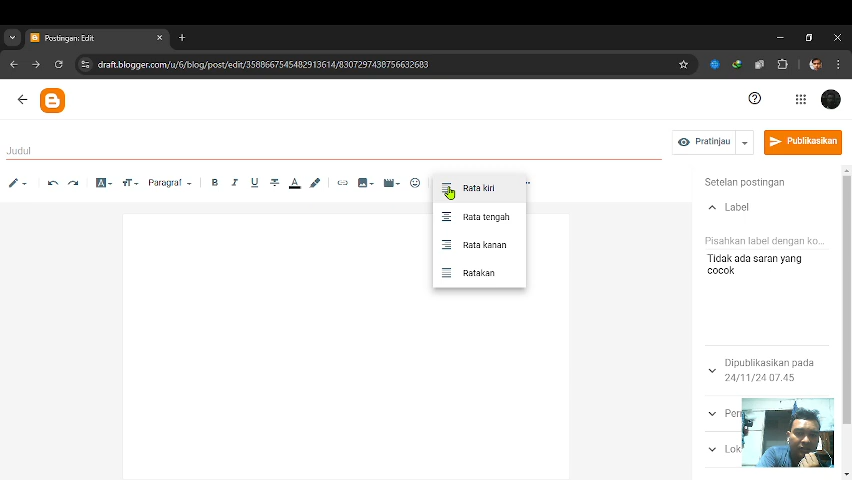 Postingan: Edit
draft.blogger.com/u/6/blog/post/edit/3588667545482913614/8307297438756632683
Judul
Pratinjau
Publikasikan
Paragraf
Rata kiri
Rata tengah
Rata kanan
Ratakan
Setelan postingan
Label
Pisahkan label dengan ko...
Tidak ada saran yang
cocok
Dipublikasikan pada
24/11/24 07.45